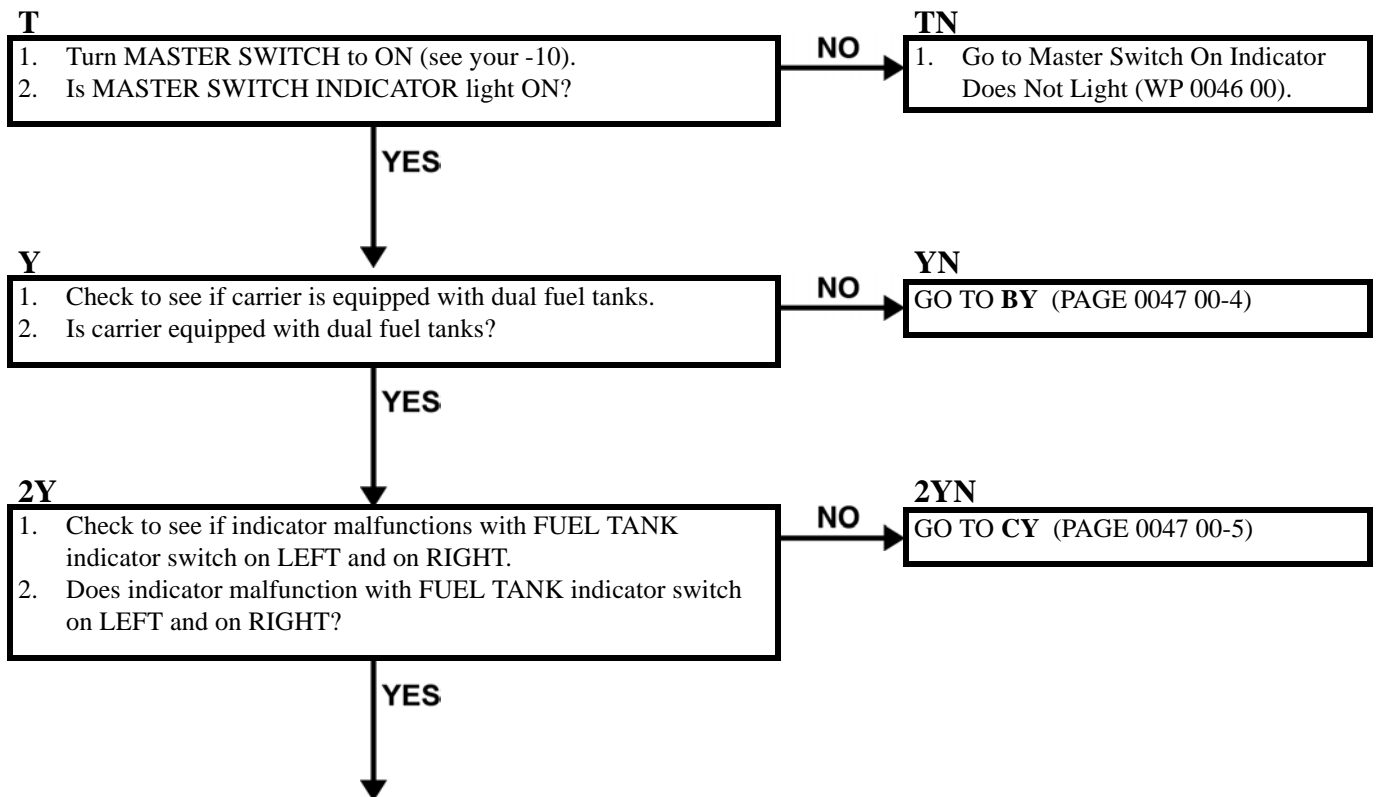 T
1. Turn MASTER SWITCH to ON (see your -10).
2. Is MASTER SWITCH INDICATOR light ON?
NO
TN
1. Go to Master Switch On Indicator
Does Not Light (WP 0046 00).
YES
Y
1. Check to see if carrier is equipped with dual fuel tanks.
2. Is carrier equipped with dual fuel tanks?
NO
YN
GO TO BY (PAGE 0047 00-4)
YES
2Y
1. Check to see if indicator malfunctions with FUEL TANK
indicator switch on LEFT and on RIGHT.
2. Does indicator malfunction with FUEL TANK indicator switch
on LEFT and on RIGHT?
NO
2YN
GO TO CY (PAGE 0047 00-5)
YES